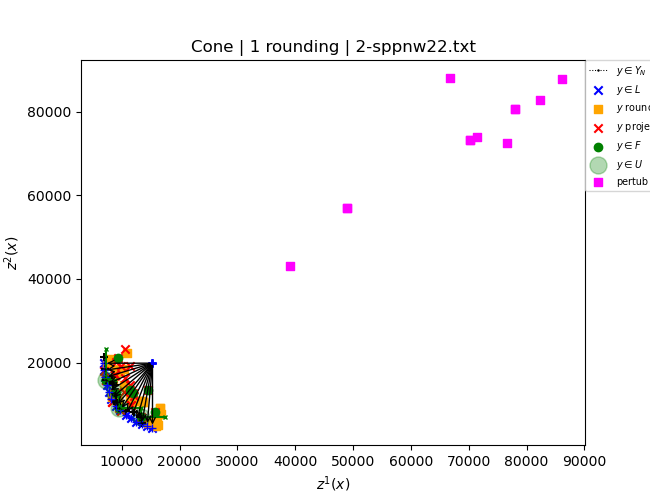 Cone | 1 rounding | 2-sppnw22.txt
y ∈ Y_N
y ∈ L
y roun
y proje
y ∈ F
y ∈ U
pertub
z²(x)
80000
60000
40000
20000
10000 20000 30000 40000 50000 60000 70000 80000 90000
z¹(x)